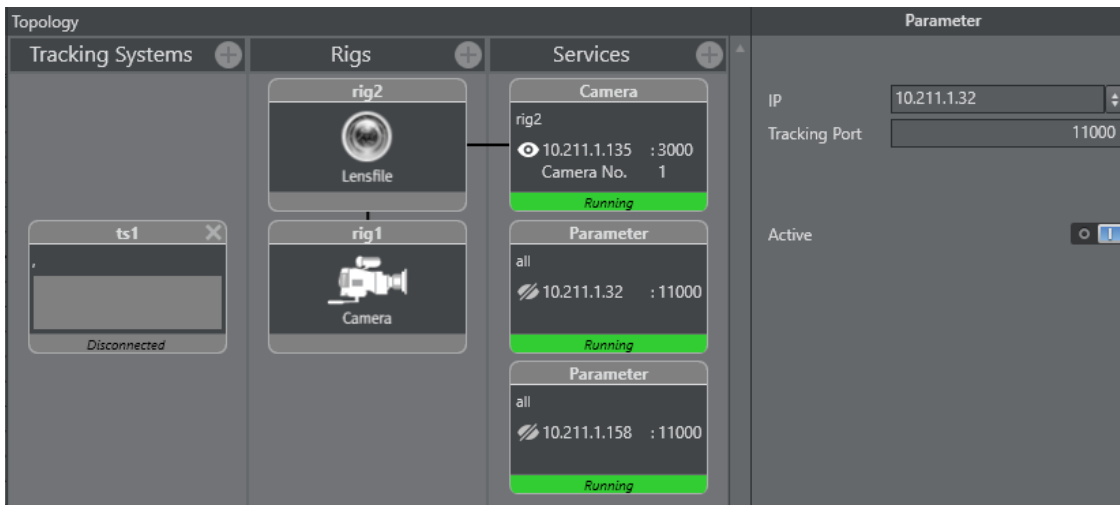 Topology
Parameter
Tracking Systems
Rigs
Services
rig2
Lensfile
Camera
rig2
10.211.1.135 :3000
Camera No. 1
Running
ts1
,
Disconnected
rig1
Camera
Parameter
all
10.211.1.32 :11000
Running
Parameter
all
10.211.1.158 :11000
Running
IP 10.211.1.32
Tracking Port 11000
Active